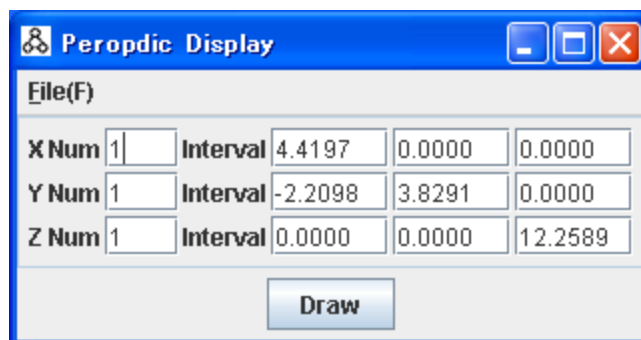 Peropdic Display
File(F)
X Num 1 Interval 4.4197 0.0000 0.0000
Y Num 1 Interval -2.2098 3.8291 0.0000
Z Num 1 Interval 0.0000 0.0000 12.2589
Draw